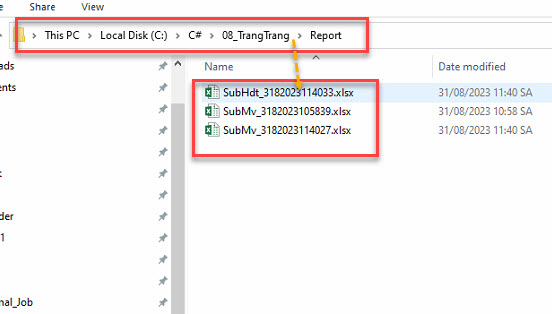 Share View
This PC > Local Disk (C:) > C# > 08_TrangTrang > Report
Name Date modified
SubHdt_3182023114033.xlsx 31/08/2023 11:40 SA
SubMv_3182023105839.xlsx 31/08/2023 10:58 SA
SubMv_3182023114027.xlsx 31/08/2023 11:40 SA
ads
ents
t
der
1
nal_Job